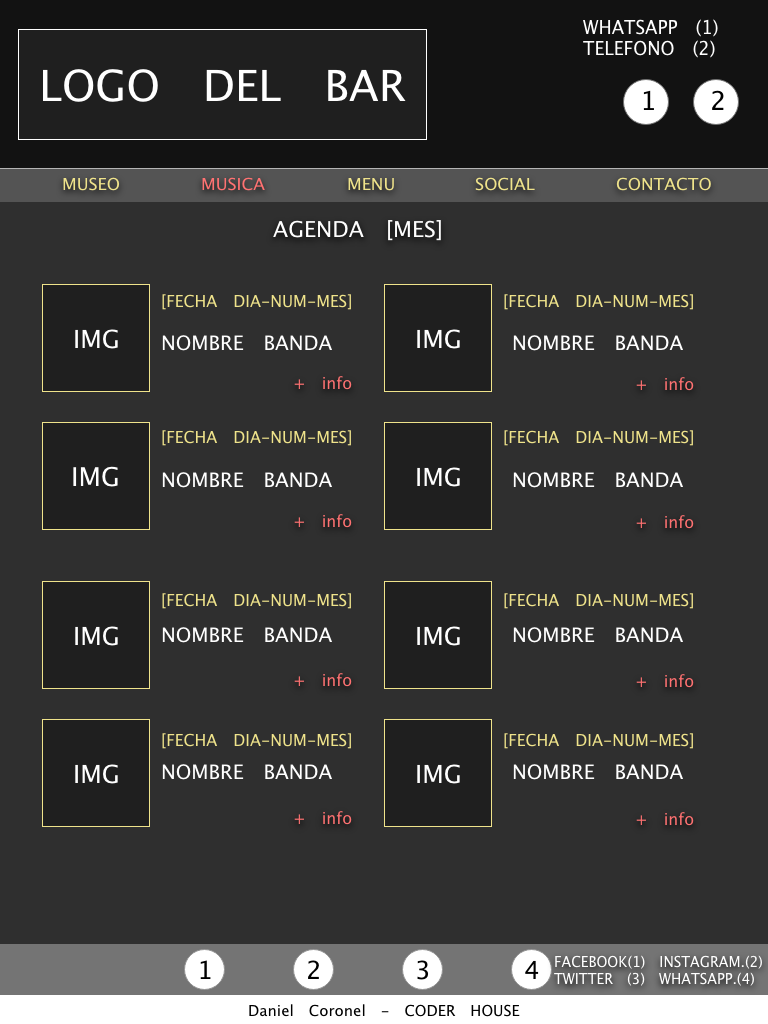 LOGO DEL BAR
WHATSAPP (1)
TELEFONO (2)
1 2
MUSEO MUSICA MENU SOCIAL CONTACTO
AGENDA [MES]
IMG
[FECHA DIA-NUM-MES]
NOMBRE BANDA
+ info
IMG
[FECHA DIA-NUM-MES]
NOMBRE BANDA
+ info
IMG
[FECHA DIA-NUM-MES]
NOMBRE BANDA
+ info
IMG
[FECHA DIA-NUM-MES]
NOMBRE BANDA
+ info
IMG
[FECHA DIA-NUM-MES]
NOMBRE BANDA
+ info
IMG
[FECHA DIA-NUM-MES]
NOMBRE BANDA
+ info
IMG
[FECHA DIA-NUM-MES]
NOMBRE BANDA
+ info
IMG
[FECHA DIA-NUM-MES]
NOMBRE BANDA
+ info
1 2 3 4
FACEBOOK(1) INSTAGRAM.(2)
TWITTER (3) WHATSAPP.(4)
Daniel Coronel - CODER HOUSE